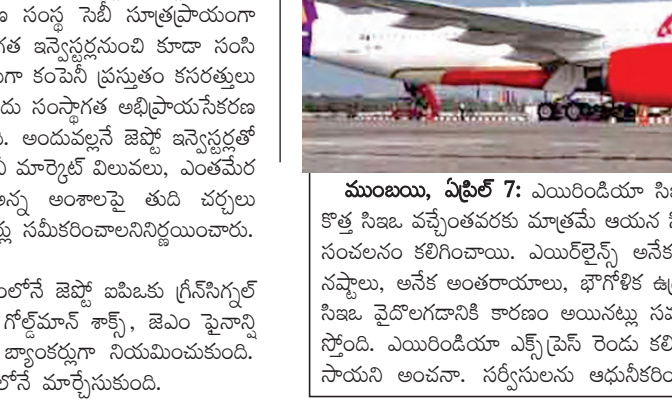 ణ సంస్థ సెబీ సూత్రప్రాయంగా
గత ఇన్వెస్టర్లనుంచి కూడా సంసి
గా కంపెనీ ప్రస్తుతం కసరత్తులు
దు సంస్థాగత అభిప్రాయసేకరణ
ది. అందువల్లనే జెప్టో ఇన్వెస్టర్లతో
మార్కెట్ విలువలు, ఎంతమేర
అన్న అంశాలపై తుది చర్చలు
ర్లు సమీకరించాలనినిర్ణయించారు.
లోనే జెప్టో ఐపిఒకు గ్రీన్‌సిగ్నల్
గోల్డ్‌మాన్ శాక్స్, జెఎం ఫైనాన్షి
బ్యాంకర్లుగా నియమించుకుంది.
లోనే మార్చేసుకుంది.
ముంబయి, ఏప్రిల్ 7: ఎయిరిండియా
కొత్త సిఇఒ వచ్చేంతవరకు మాత్రమే ఆయన
సంచలనం కలిగించాయి. ఎయిర్‌లైన్స్ అనేక
నష్టాలు, అనేక అంతరాయాలు, భౌగోళిక
సిఇఒ వైదొలగడానికి కారణం అయినట్లు
స్తోంది. ఎయిరిండియా ఎక్స్‌ప్రెస్ రెండు
సాయని అంచనా. సర్వీసులను